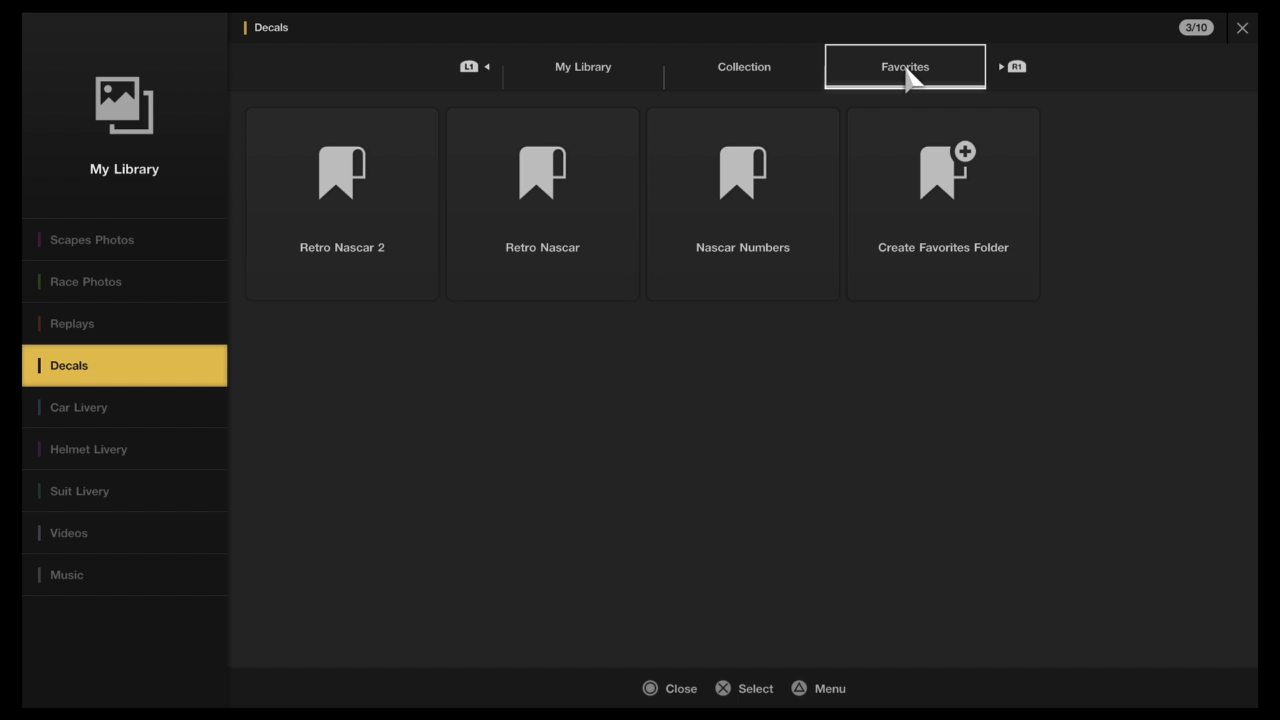 Decals
3/10
L1
My Library
Collection
Favorites
R1
My Library
Scapes Photos
Race Photos
Replays
Decals
Car Livery
Helmet Livery
Suit Livery
Videos
Music
Retro Nascar 2
Retro Nascar
Nascar Numbers
Create Favorites Folder
Close
Select
Menu